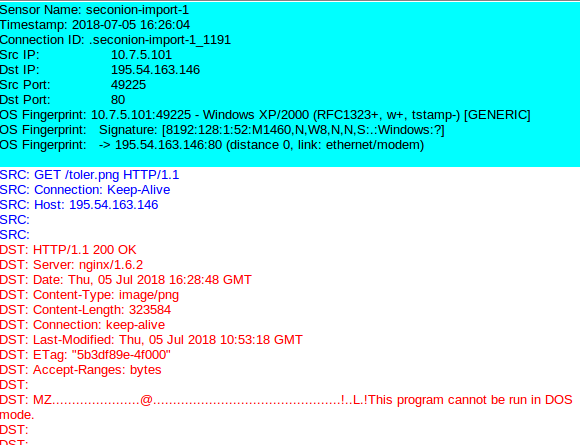 Sensor Name: seconion-import-1
Timestamp: 2018-07-05 16:26:04
Connection ID: .seconion-import-1_1191
Src IP: 10.7.5.101
Dst IP: 195.54.163.146
Src Port: 49225
Dst Port: 80
OS Fingerprint: 10.7.5.101:49225 - Windows XP/2000 (RFC1323+, w+, tstamp-) [GENERIC]
OS Fingerprint: Signature: [8192:128:1:52:M1460,N,W8,N,N,S:.:Windows:?]
OS Fingerprint: -> 195.54.163.146:80 (distance 0, link: ethernet/modem)
SRC: GET /toler.png HTTP/1.1
SRC: Connection: Keep-Alive
SRC: Host: 195.54.163.146
SRC:
SRC:
DST: HTTP/1.1 200 OK
DST: Server: nginx/1.6.2
DST: Date: Thu, 05 Jul 2018 16:28:48 GMT
DST: Content-Type: image/png
DST: Content-Length: 323584
DST: Connection: keep-alive
DST: Last-Modified: Thu, 05 Jul 2018 10:53:18 GMT
DST: ETag: "5b3df89e-4f000"
DST: Accept-Ranges: bytes
DST:
DST: MZ......................@...............................................!..L.!This program cannot be run in DOS
mode.
DST:
DST: